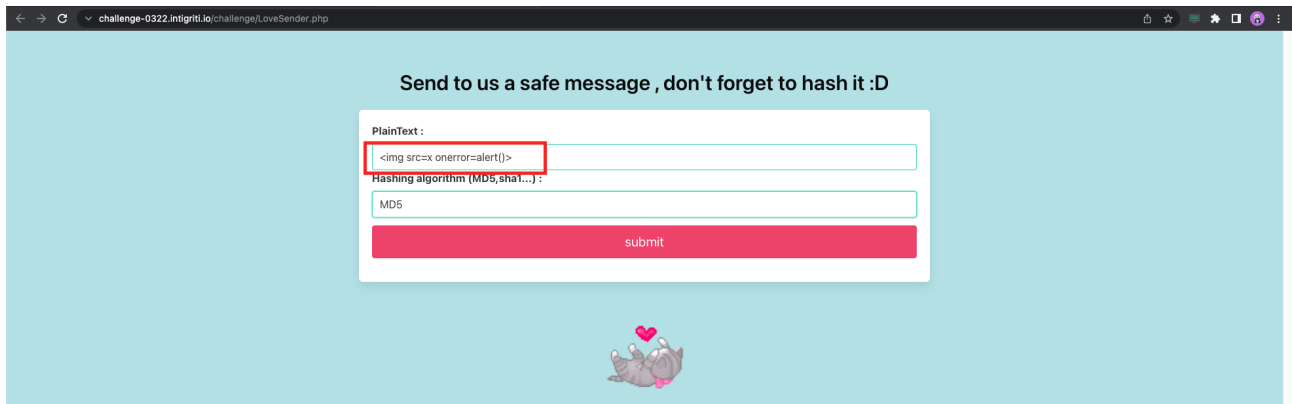 challenge-0322.intigriti.io/challenge/LoveSender.php
Send to us a safe message , don't forget to hash it :D
PlainText :
<img src=x onerror=alert()>
Hashing algorithm (MD5,sha1...) :
MD5
submit